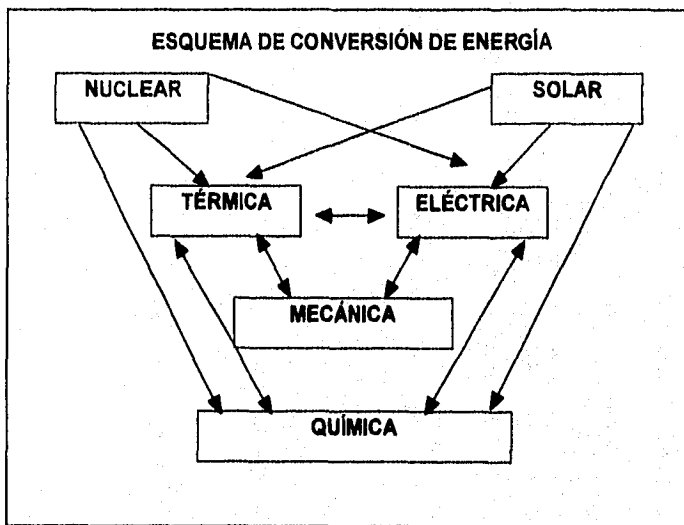 ESQUEMA DE CONVERSIÓN DE ENERGÍA
NUCLEAR
SOLAR
TÉRMICA
ELÉCTRICA
MECÁNICA
QUÍMICA